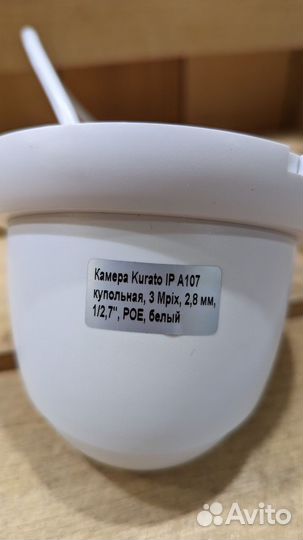 Камера Kurato IP A107
купольная, 3 Mpix, 2,8 мм,
1/2,7", POE, белый
Avito